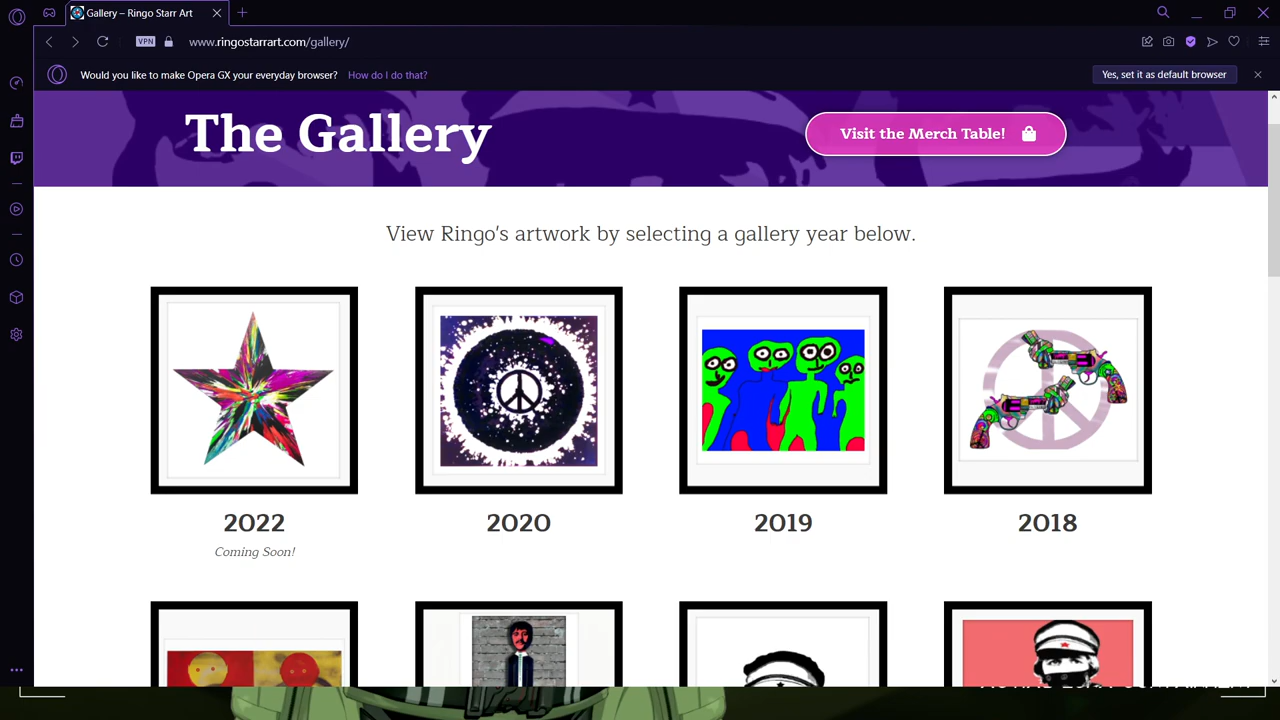 Gallery – Ringo Starr Art
VPN
www.ringostarrart.com/gallery/
Would you like to make Opera GX your everyday browser? How do I do that?
Yes, set it as default browser
The Gallery
Visit the Merch Table!
View Ringo's artwork by selecting a gallery year below.
2022
2020
2019
2018
Coming Soon!